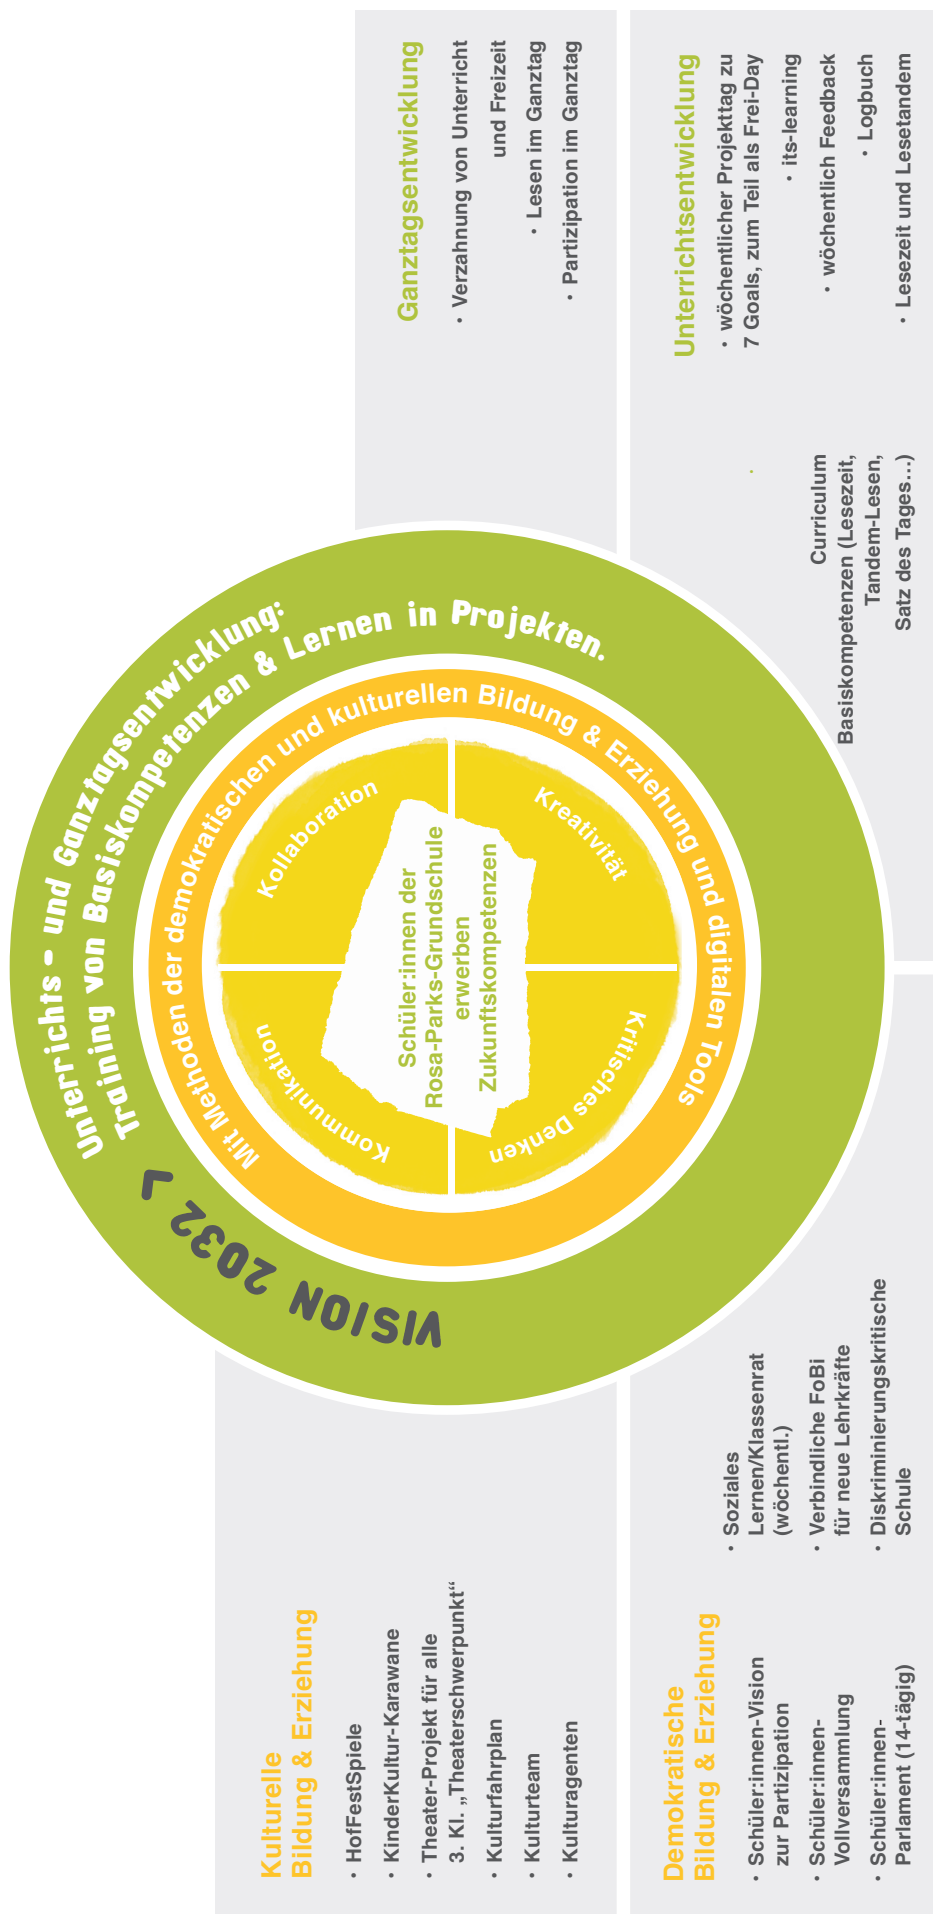 Kulturelle
Bildung & Erziehung
• HofFestSpiele
• KinderKultur-Karawane
• Theater-Projekt für alle
3. Kl. „Theaterschwerpunkt“
• Kulturfahrplan
• Kulturteam
• Kulturagenten
Demokratische
Bildung & Erziehung
• Schüler:innen-Vision
zur Partizipation
• Schüler:innen-
Vollversammlung
• Schüler:innen-
Parlament (14-tägig)
• Soziales
Lernen/Klassenrat
(wöchentl.)
• Verbindliche FoBi
für neue Lehrkräfte
• Diskriminierungskritische
Schule
VISION 2032 >
Unterrichts- und Ganztagsentwicklung:
Training von Basiskompetenzen & Lernen in Projekten.
Mit Methoden der demokratischen und kulturellen Bildung & Erziehung und digitalen Tools
Kommunikation
Kollaboration
Kritisches Denken
Kreativität
Schüler:innen der
Rosa-Parks-Grundschule
erwerben
Zukunftskompetenzen
Ganztagsentwicklung
• Verzahnung von Unterricht
und Freizeit
• Lesen im Ganztag
• Partizipation im Ganztag
Unterrichtsentwicklung
• wöchentlicher Projekttag zu
7 Goals, zum Teil als Frei-Day
• its-learning
• wöchentlich Feedback
• Logbuch
• Lesezeit und Lesetandem
Curriculum
Basiskompetenzen (Lesezeit,
Tandem-Lesen,
Satz des Tages...)